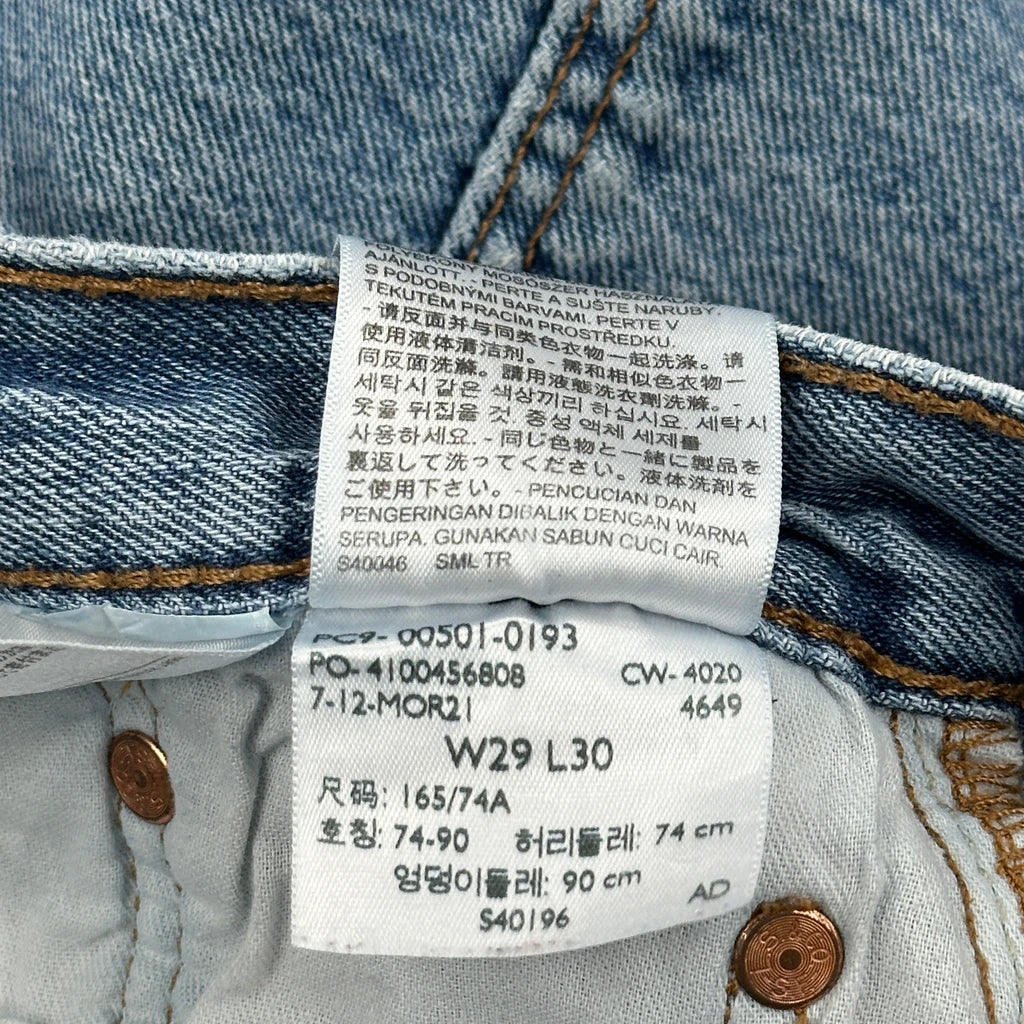 FOLYÉKONY MOSÓSZER HASZNÁLATA
AJÁNLOTT. - PERTE A SUŠTE NARUBY.
S PODOBNÝMI BARVAMI. PERTE V
TEKUTÉM PRACÍM PROSTŘEDKU.
- 请反面并与同类色衣物一起洗涤。请
使用液体清洁剂。- 需和相似色衣物一
同反面洗滌。請用液態洗衣劑洗滌。-
세탁시 같은 색상끼리 하십시요. 세탁시
옷을 뒤집을 것. 중성 액체 세제를
사용하세요. - 同じ色物と一緒に製品を
裏返して洗ってください。液体洗剤を
ご使用下さい。- PENCUCIAN DAN
PENGERINGAN DIBALIK DENGAN WARNA
SERUPA. GUNAKAN SABUN CUCI CAIR.
S40046 SML TR
PC9- 00501-0193
PO-4100456808 CW- 4020
7-12-MOR21 4649
W29 L30
尺码: 165/74A
호칭: 74-90 허리둘레: 74 cm
엉덩이둘레: 90 cm
AD
S40196